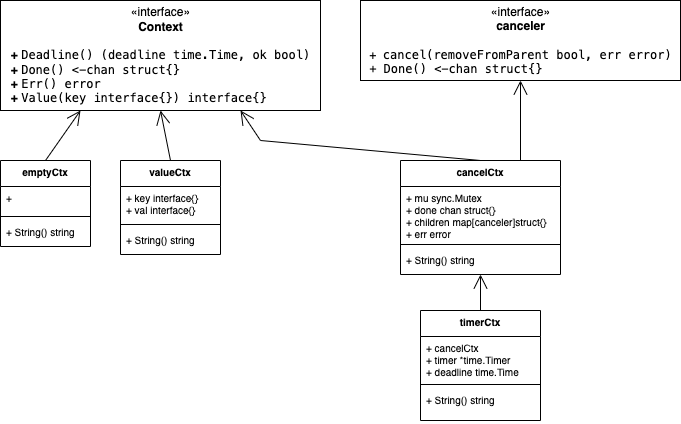 «interface»
Context
+ Deadline() (deadline time.Time, ok bool)
+ Done() <-chan struct{}
+ Err() error
+ Value(key interface{}) interface{}
«interface»
canceler
+ cancel(removeFromParent bool, err error)
+ Done() <-chan struct{}
emptyCtx
+
+ String() string
valueCtx
+ key interface{}
+ val interface{}
+ String() string
cancelCtx
+ mu sync.Mutex
+ done chan struct{}
+ children map[canceler]struct{}
+ err error
+ String() string
timerCtx
+ cancelCtx
+ timer *time.Timer
+ deadline time.Time
+ String() string